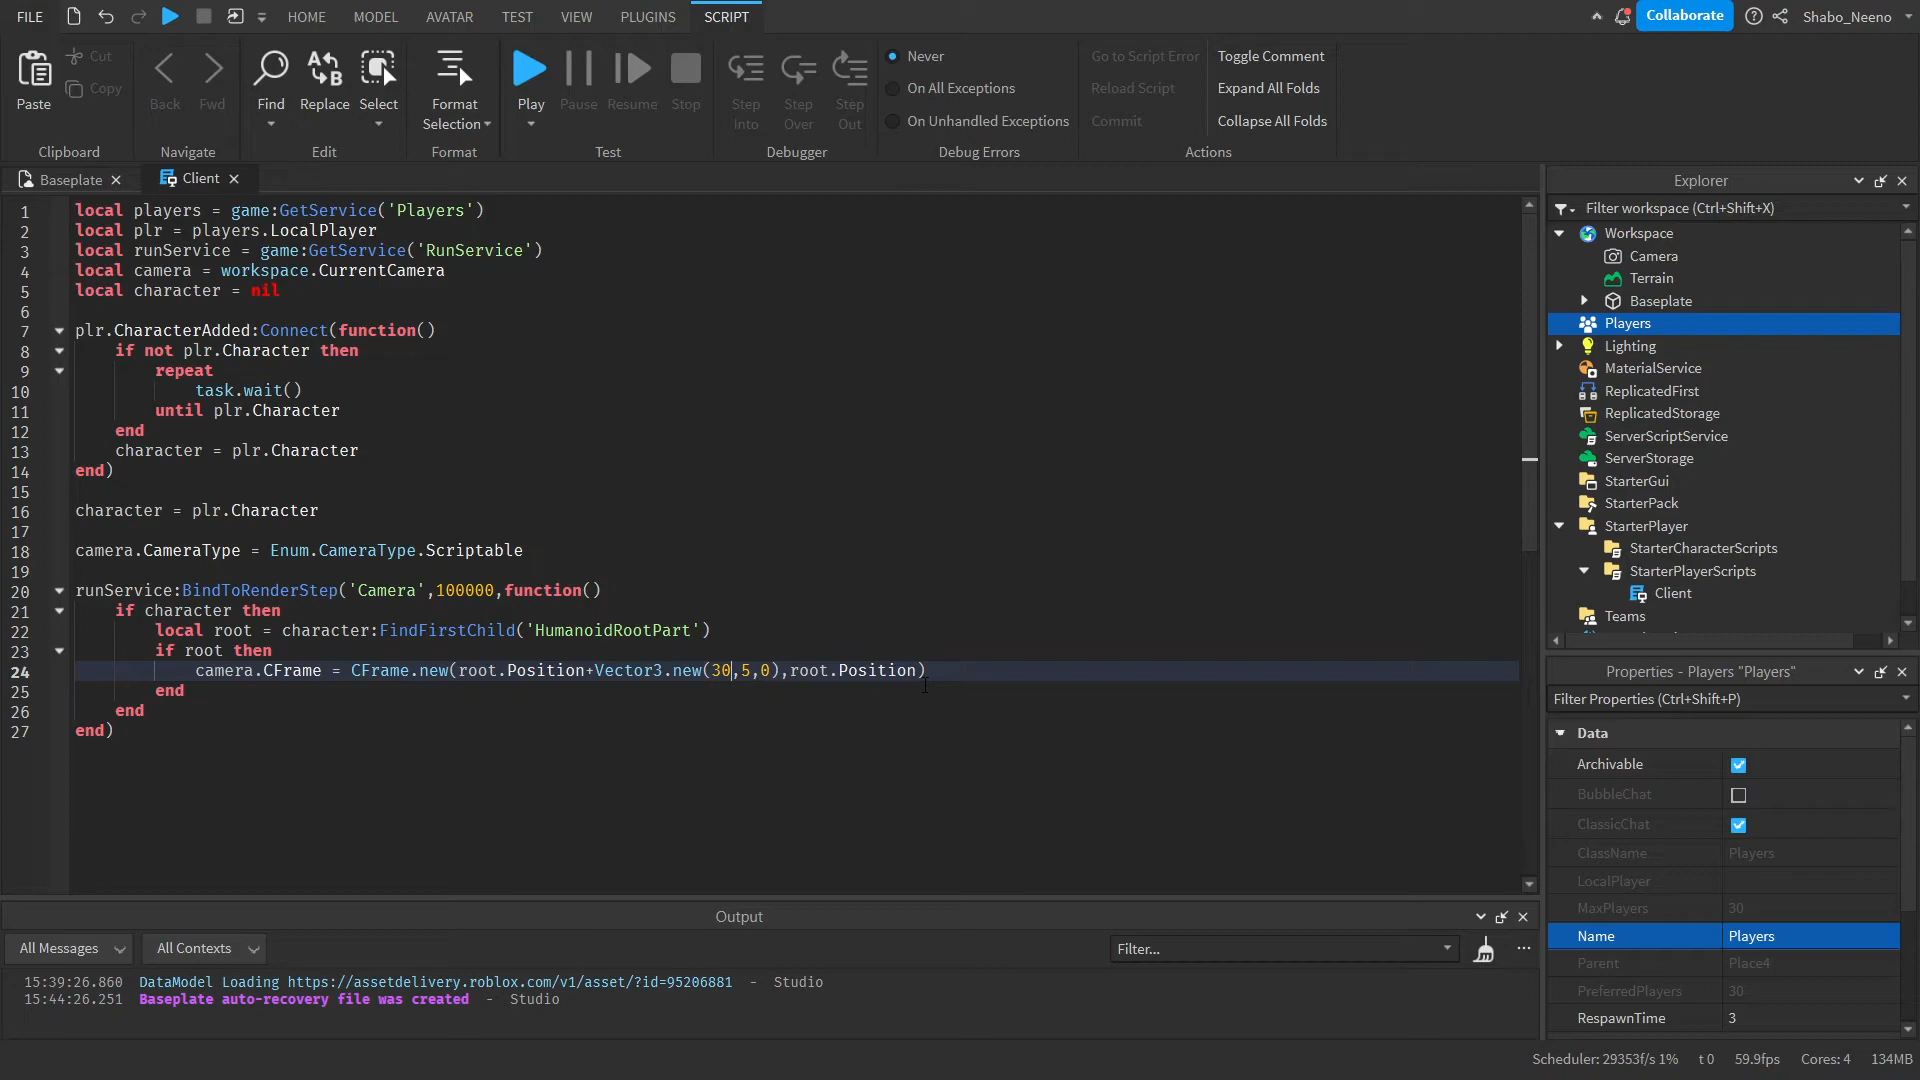 FILE HOME MODEL AVATAR TEST VIEW PLUGINS SCRIPT Collaborate Shabo_Neeno
Paste Cut Copy
Back Fwd
Find Replace Select
Format Selection
Play Pause Resume Stop
Step Into Step Over Step Out
Never
On All Exceptions
On Unhandled Exceptions
Go to Script Error
Reload Script
Commit
Toggle Comment
Expand All Folds
Collapse All Folds
Clipboard Navigate Edit Format Test Debugger Debug Errors Actions
Baseplate Client
1 local players = game:GetService('Players')
2 local plr = players.LocalPlayer
3 local runService = game:GetService('RunService')
4 local camera = workspace.CurrentCamera
5 local character = nil
6
7 plr.CharacterAdded:Connect(function()
8 if not plr.Character then
9 repeat
10 task.wait()
11 until plr.Character
12 end
13 character = plr.Character
14 end)
15
16 character = plr.Character
17
18 camera.CameraType = Enum.CameraType.Scriptable
19
20 runService:BindToRenderStep('Camera',100000,function()
21 if character then
22 local root = character:FindFirstChild('HumanoidRootPart')
23 if root then
24 camera.CFrame = CFrame.new(root.Position+Vector3.new(30,5,0),root.Position)
25 end
26 end
27 end)
Output
All Messages All Contexts Filter...
15:39:26.860 DataModel Loading https://assetdelivery.roblox.com/v1/asset/?id=95206881 - Studio
15:44:26.251 Baseplate auto-recovery file was created - Studio
Explorer
Filter workspace (Ctrl+Shift+X)
Workspace
Camera
Terrain
Baseplate
Players
Lighting
MaterialService
ReplicatedFirst
ReplicatedStorage
ServerScriptService
ServerStorage
StarterGui
StarterPack
StarterPlayer
StarterCharacterScripts
StarterPlayerScripts
Client
Teams
Properties - Players "Players"
Filter Properties (Ctrl+Shift+P)
Data
Archivable
BubbleChat
ClassicChat
ClassName Players
LocalPlayer
MaxPlayers 30
Name Players
Parent Place4
PreferredPlayers 30
RespawnTime 3
Scheduler: 29353f/s 1% t 0 59.9fps Cores: 4 134MB